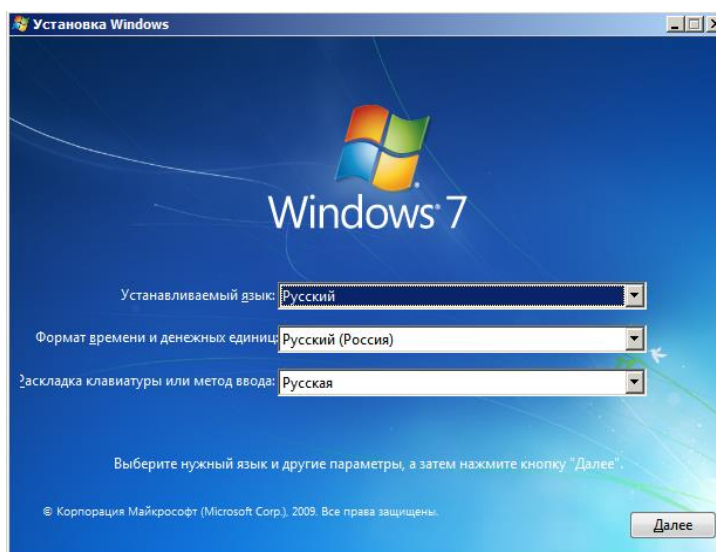 Установка Windows
Windows 7
Устанавливаемый язык: Русский
Формат времени и денежных единиц: Русский (Россия)
Раскладка клавиатуры или метод ввода: Русская
Выберите нужный язык и другие параметры, а затем нажмите кнопку "Далее".
© Корпорация Майкрософт (Microsoft Corp.), 2009. Все права защищены.
Далее